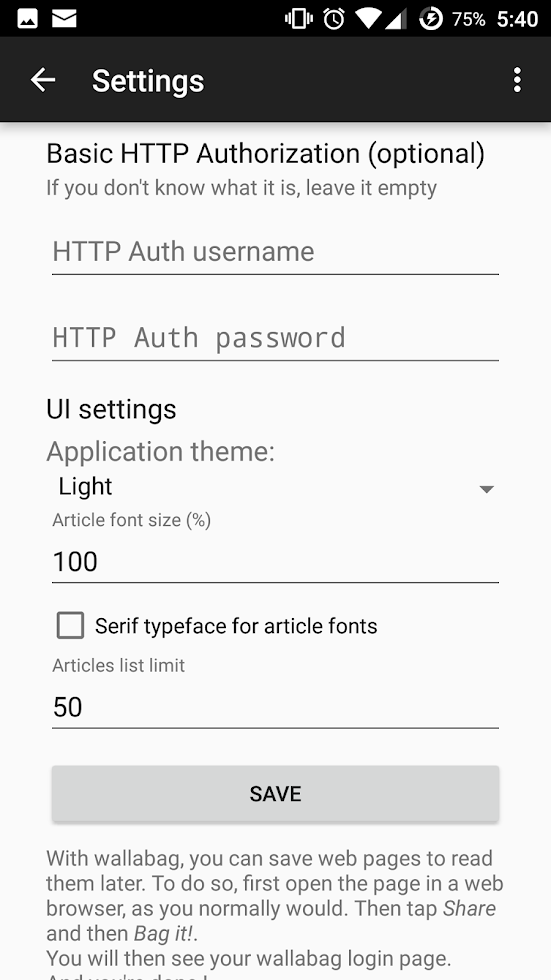 75% 5:40
Settings
Basic HTTP Authorization (optional)
If you don't know what it is, leave it empty
HTTP Auth username
HTTP Auth password
UI settings
Application theme:
Light
Article font size (%)
100
Serif typeface for article fonts
Articles list limit
50
SAVE
With wallabag, you can save web pages to read
them later. To do so, first open the page in a web
browser, as you normally would. Then tap Share
and then Bag it!.
You will then see your wallabag login page.
And you're done !